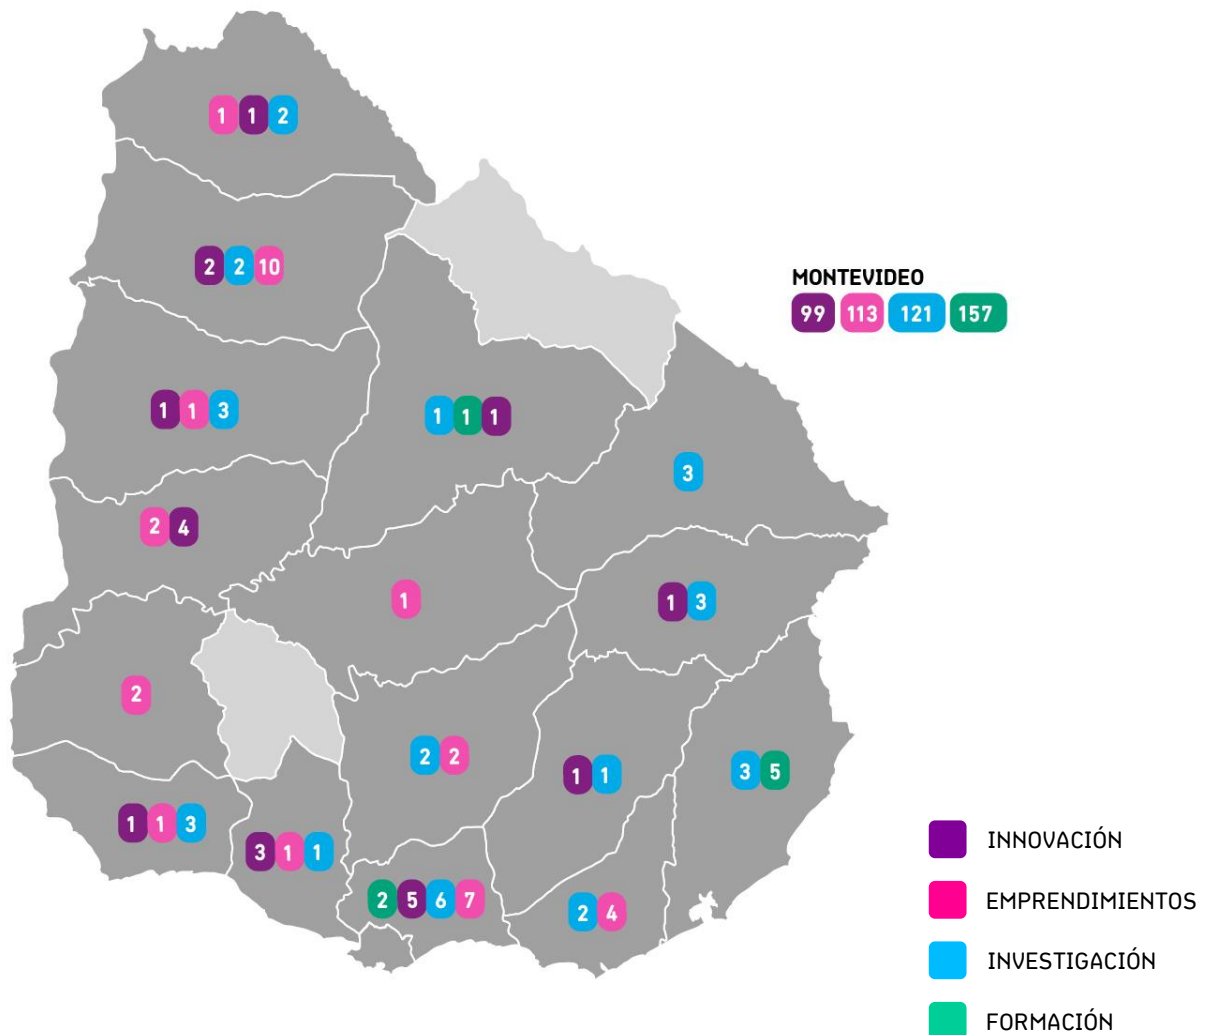 1 1 2
2 2 10
MONTEVIDEO
99 113 121 157
1 1 3
1 1 1
3
2 4
1
1 3
2
2 2
1 1
3 5
1 1 3
3 1 1
2 5 6 7
2 4
INNOVACIÓN
EMPRENDIMIENTOS
INVESTIGACIÓN
FORMACIÓN